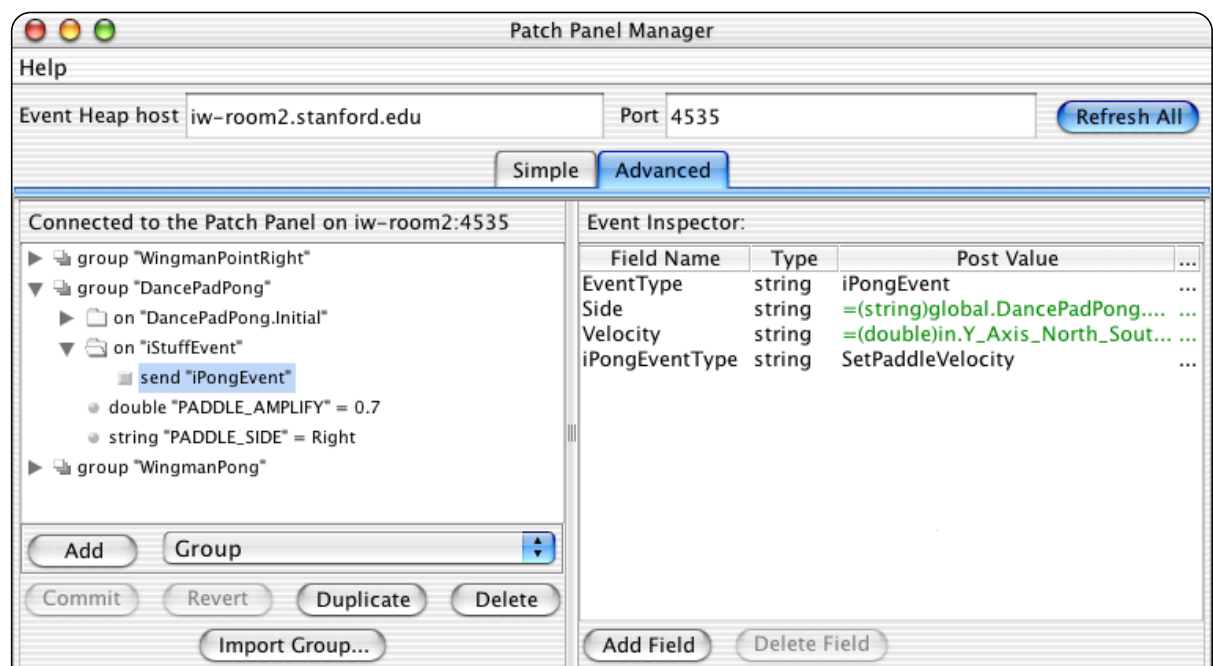 Patch Panel Manager
Help
Event Heap host iw-room2.stanford.edu Port 4535 Refresh All
Simple Advanced
Connected to the Patch Panel on iw-room2:4535
group "WingmanPointRight"
group "DancePadPong"
on "DancePadPong.Initial"
on "iStuffEvent"
send "iPongEvent"
double "PADDLE_AMPLIFY" = 0.7
string "PADDLE_SIDE" = Right
group "WingmanPong"
Add Group
Commit Revert Duplicate Delete
Import Group...
Event Inspector:
Field Name Type Post Value ...
EventType string iPongEvent ...
Side string =(string)global.DancePadPong.... ...
Velocity string =(double)in.Y_Axis_North_Sout... ...
iPongEventType string SetPaddleVelocity ...
Add Field Delete Field